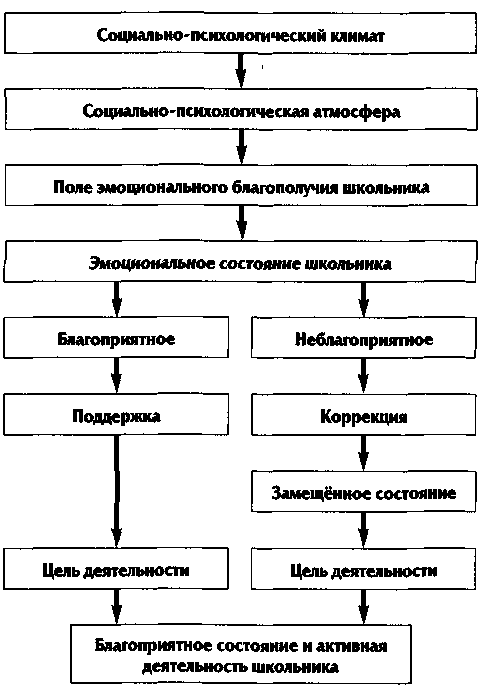 Социально-психологический климат
Социально-психологическая атмосфера
Поле эмоционального благополучия школьника
Эмоциональное состояние школьника
Благоприятное
Неблагоприятное
Поддержка
Коррекция
Замещённое состояние
Цель деятельности
Цель деятельности
Благоприятное состояние и активная
деятельность школьника